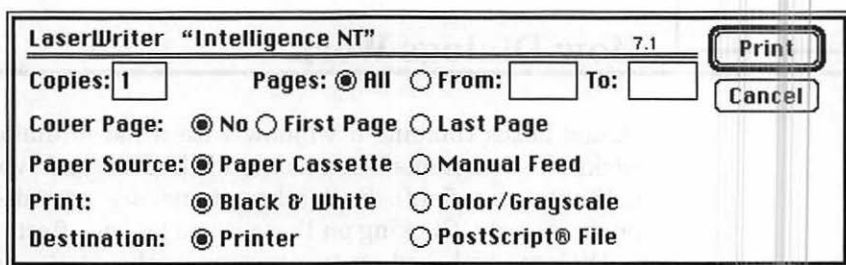 LaserWriter “Intelligence NT” 7.1 Print
Copies: 1 Pages: All From: To:
Cancel
Cover Page: No First Page Last Page
Paper Source: Paper Cassette Manual Feed
Print: Black & White Color/Grayscale
Destination: Printer PostScript® File